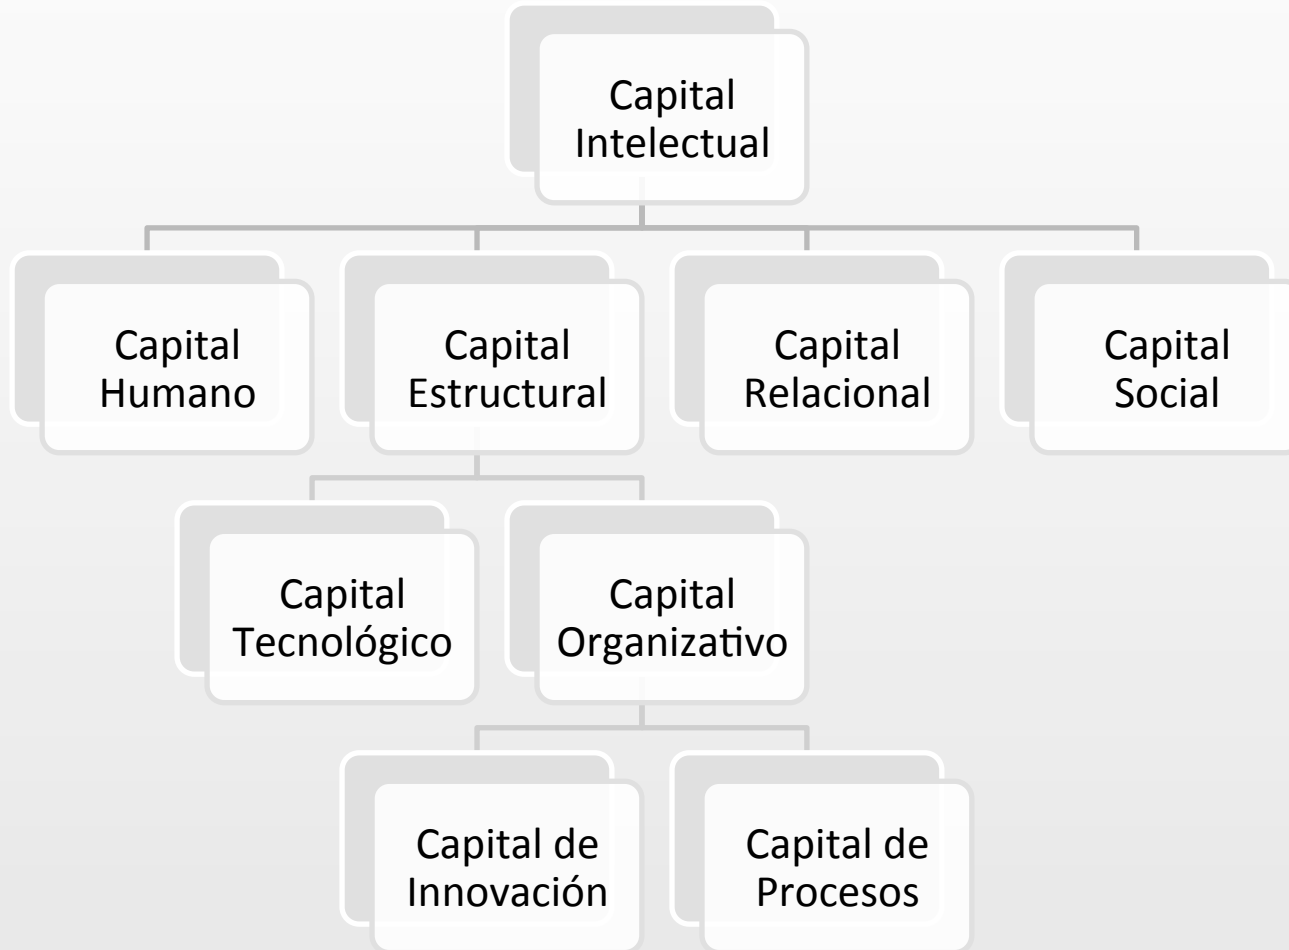 Capital
Intelectual
Capital
Humano
Capital
Estructural
Capital
Relacional
Capital
Social
Capital
Tecnológico
Capital
Organizativo
Capital de
Innovación
Capital de
Procesos